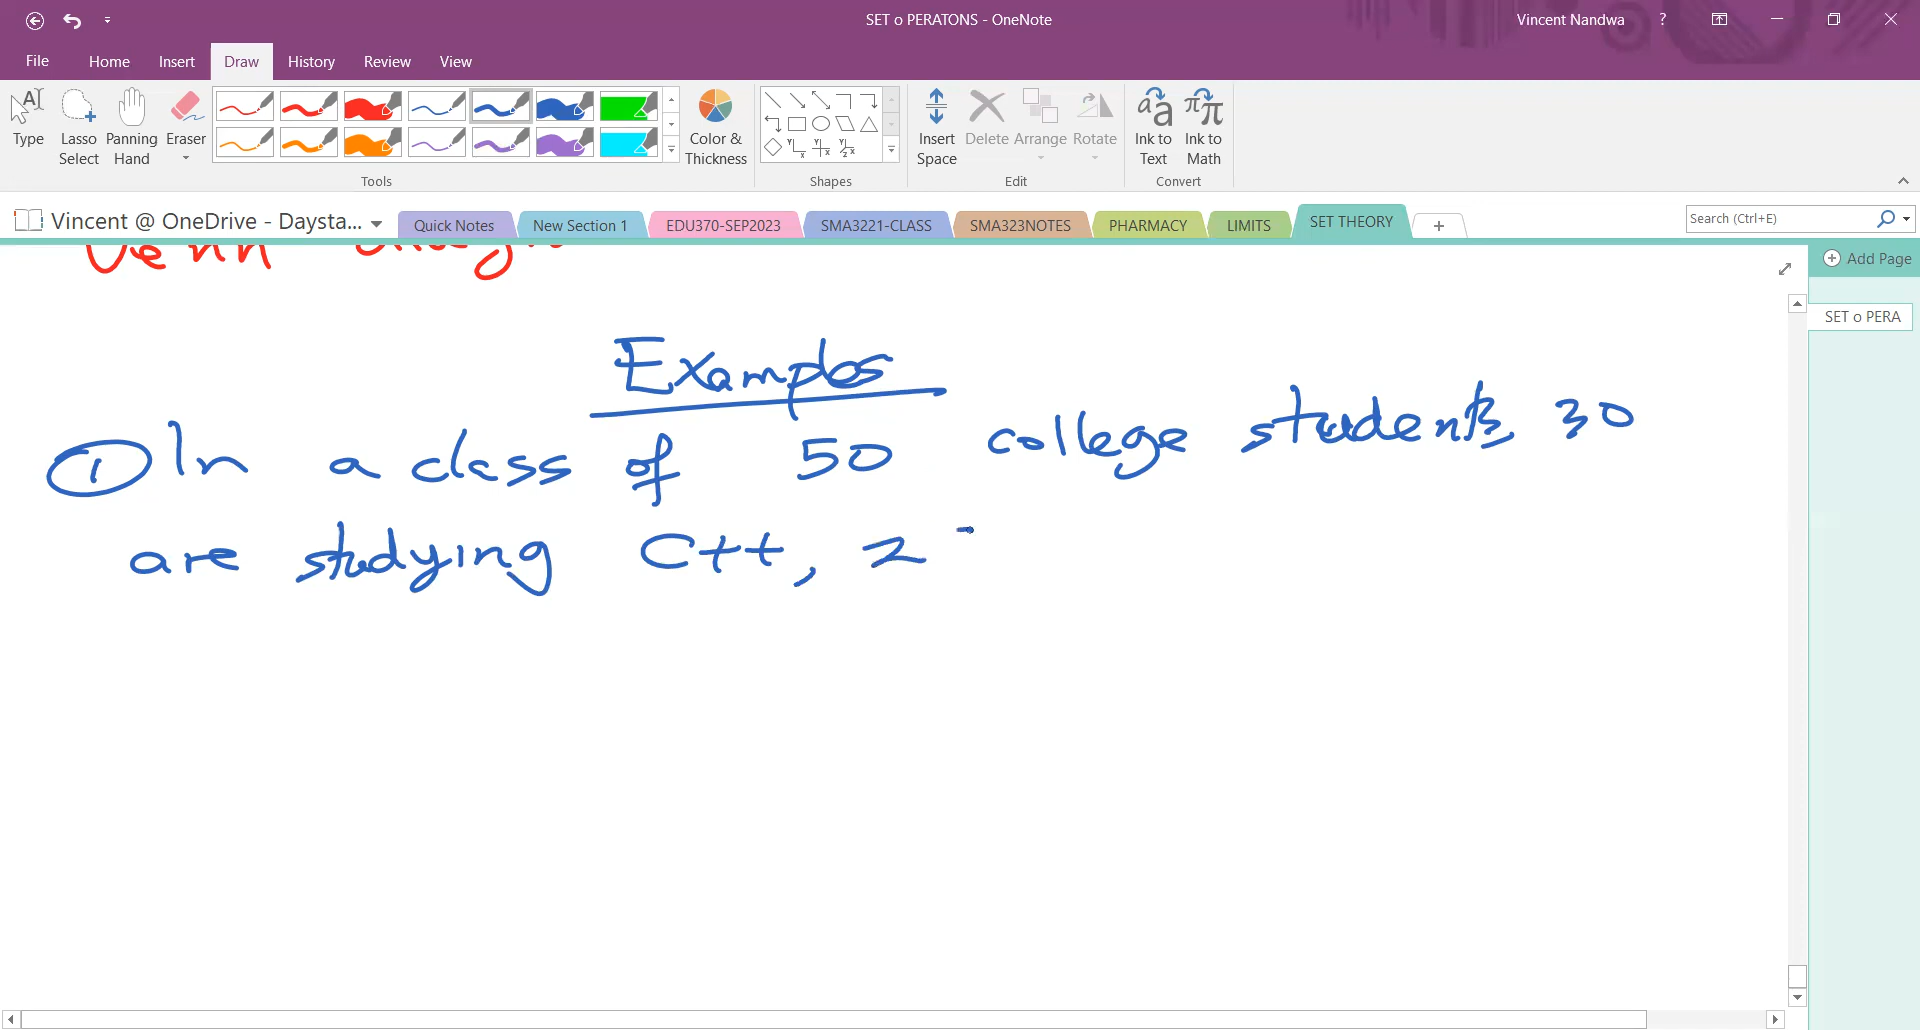 SET o PERATONS - OneNote
Vincent Nandwa
?
File Home Insert Draw History Review View
Type
Lasso Select
Panning Hand
Eraser
Color & Thickness
Insert Space
Delete
Arrange
Rotate
Ink to Text
Ink to Math
Tools
Shapes
Edit
Convert
Vincent @ OneDrive - Daysta...
Quick Notes
New Section 1
EDU370-SEP2023
SMA3221-CLASS
SMA323NOTES
PHARMACY
LIMITS
SET THEORY
Search (Ctrl+E)
Add Page
SET o PERA
Venn
Examples
① In a class of 50 college students, 30
are studying C++, 2